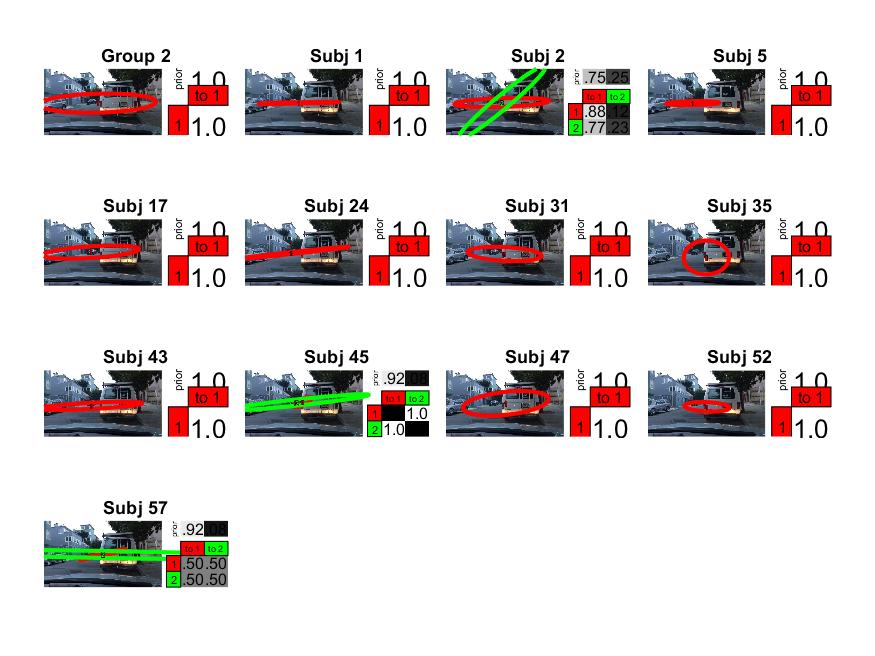 Group 2
prior 1.0
to 1
1 1.0
Subj 1
prior 1.0
to 1
1 1.0
Subj 2
prior .75 .25
to 1 to 2
1 .88 .12
2 .77 .23
Subj 5
prior 1.0
to 1
1 1.0
Subj 17
prior 1.0
to 1
1 1.0
Subj 24
prior 1.0
to 1
1 1.0
Subj 31
prior 1.0
to 1
1 1.0
Subj 35
prior 1.0
to 1
1 1.0
Subj 43
prior 1.0
to 1
1 1.0
Subj 45
prior .92 .08
to 1 to 2
1 1.0
2 1.0
Subj 47
prior 1.0
to 1
1 1.0
Subj 52
prior 1.0
to 1
1 1.0
Subj 57
prior .92 .08
to 1 to 2
1 .50 .50
2 .50 .50